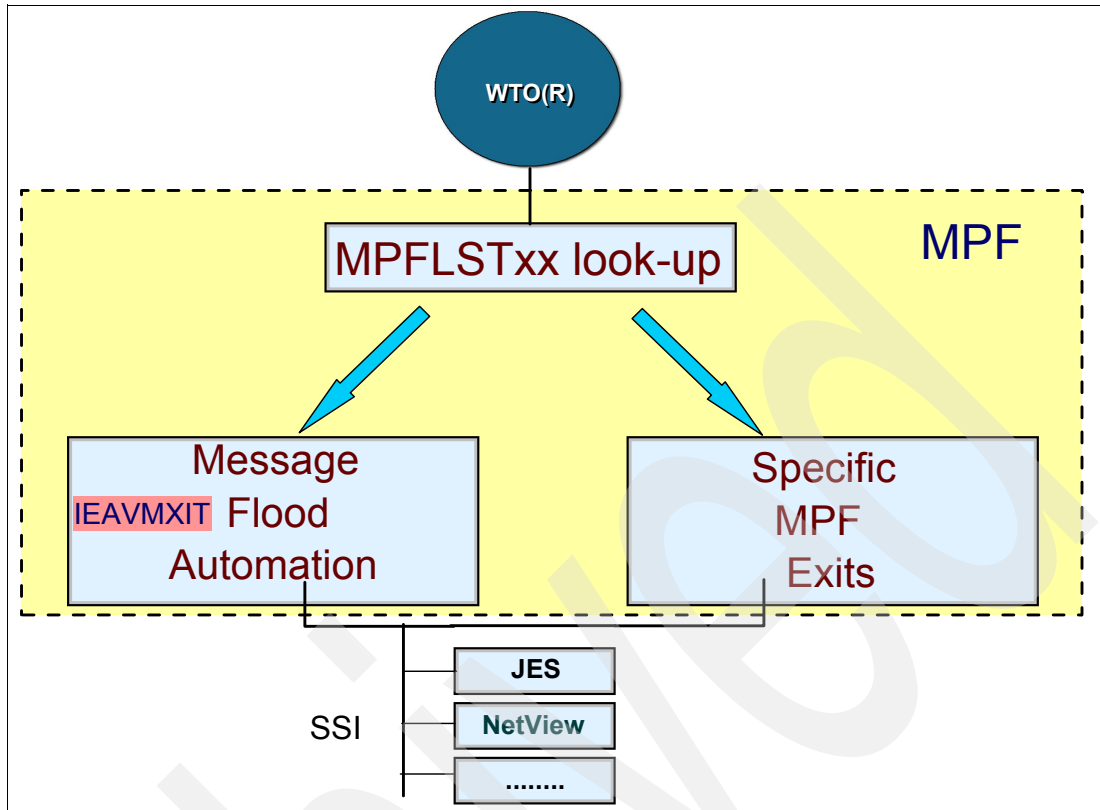 WTO(R)
MPFLSTxx look-up
MPF
Message
IEAVMXIT Flood
Automation
Specific
MPF
Exits
JES
SSI
NetView
........